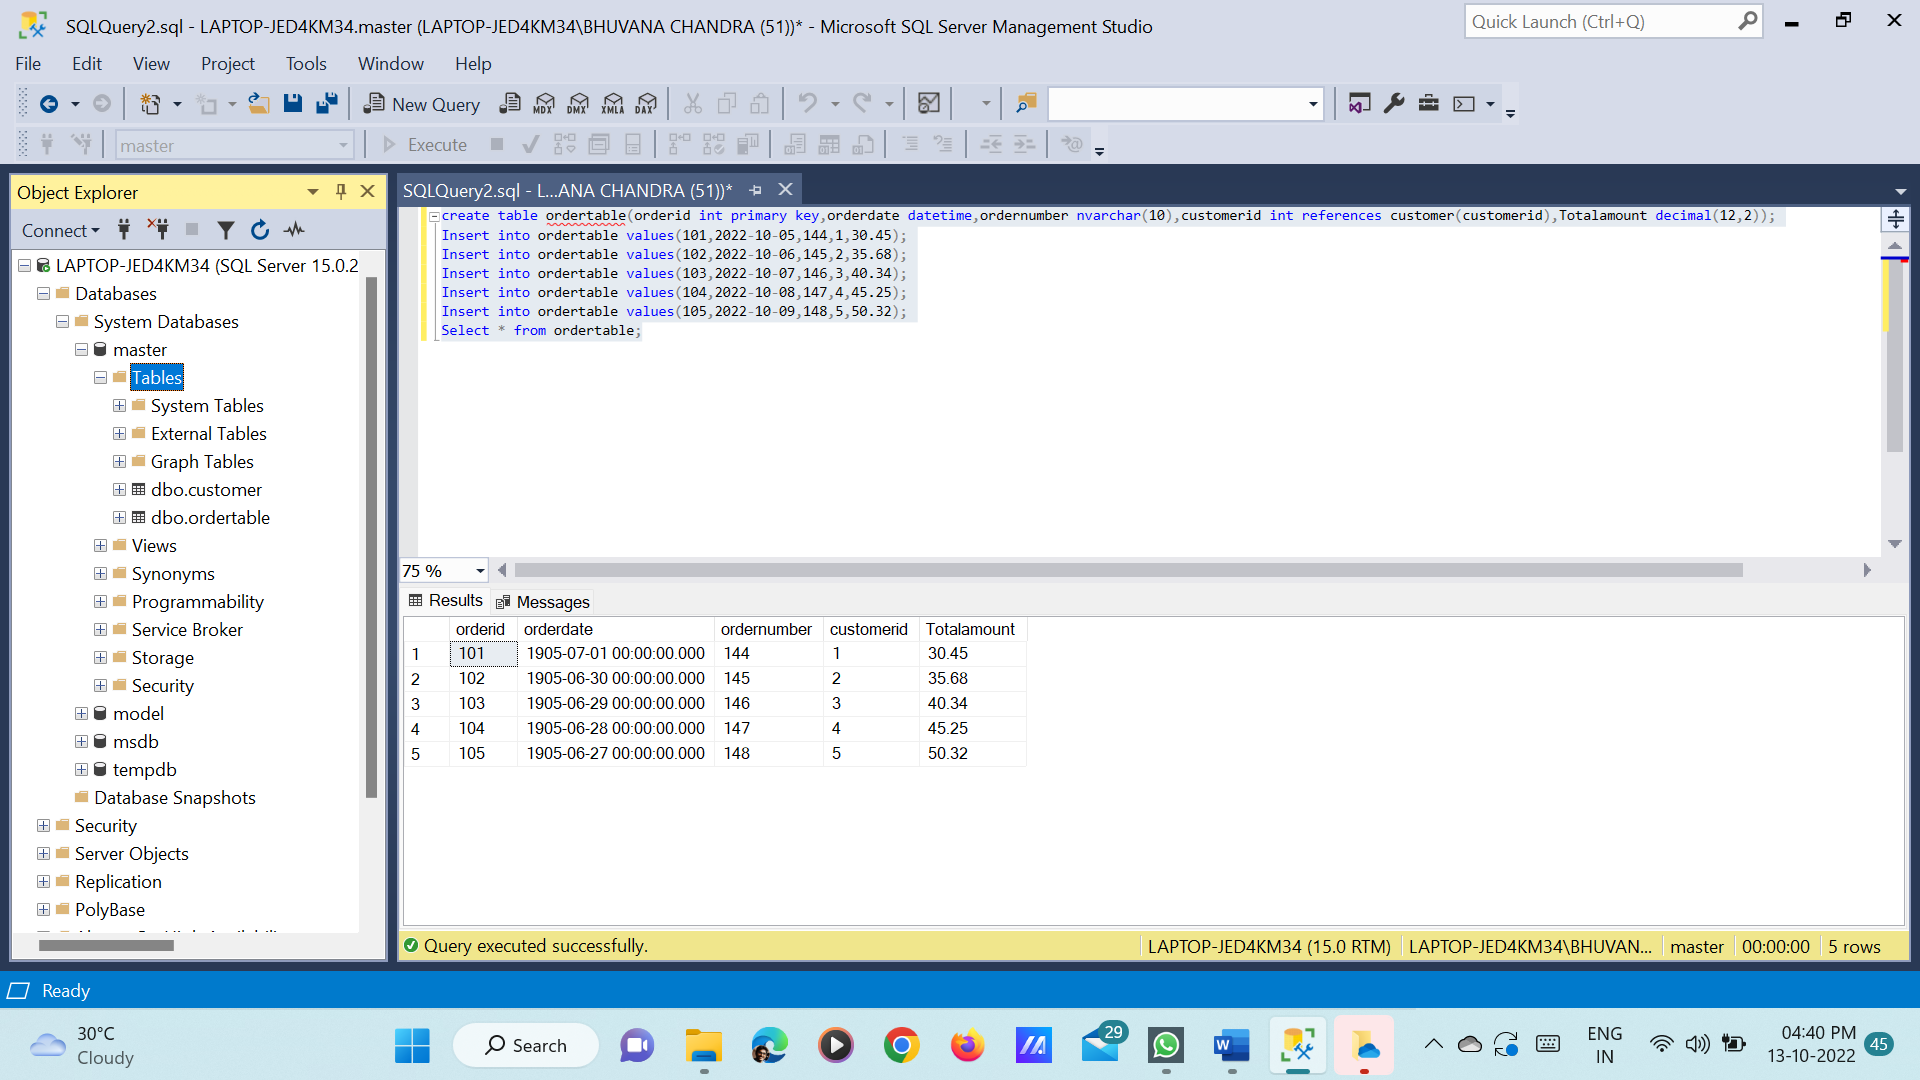 SQLQuery2.sql - LAPTOP-JED4KM34.master (LAPTOP-JED4KM34\BHUVANA CHANDRA (51))* - Microsoft SQL Server Management Studio
Quick Launch (Ctrl+Q)
File Edit View Project Tools Window Help
New Query MDX DMX XMLA DAX
master Execute
Object Explorer
SQLQuery2.sql - L...ANA CHANDRA (51))*
Connect
LAPTOP-JED4KM34 (SQL Server 15.0.2
Databases
System Databases
master
Tables
System Tables
External Tables
Graph Tables
dbo.customer
dbo.ordertable
Views
Synonyms
Programmability
Service Broker
Storage
Security
model
msdb
tempdb
Database Snapshots
Security
Server Objects
Replication
PolyBase
create table ordertable(orderid int primary key,orderdate datetime,ordernumber nvarchar(10),customerid int references customer(customerid),Totalamount decimal(12,2));
Insert into ordertable values(101,2022-10-05,144,1,30.45);
Insert into ordertable values(102,2022-10-06,145,2,35.68);
Insert into ordertable values(103,2022-10-07,146,3,40.34);
Insert into ordertable values(104,2022-10-08,147,4,45.25);
Insert into ordertable values(105,2022-10-09,148,5,50.32);
Select * from ordertable;
75 %
Results Messages
orderid orderdate ordernumber customerid Totalamount
1 101 1905-07-01 00:00:00.000 144 1 30.45
2 102 1905-06-30 00:00:00.000 145 2 35.68
3 103 1905-06-29 00:00:00.000 146 3 40.34
4 104 1905-06-28 00:00:00.000 147 4 45.25
5 105 1905-06-27 00:00:00.000 148 5 50.32
Query executed successfully. LAPTOP-JED4KM34 (15.0 RTM) LAPTOP-JED4KM34\BHUVAN... master 00:00:00 5 rows
Ready
30°C
Cloudy
Search
29
W
ENG
IN
04:40 PM
13-10-2022
45